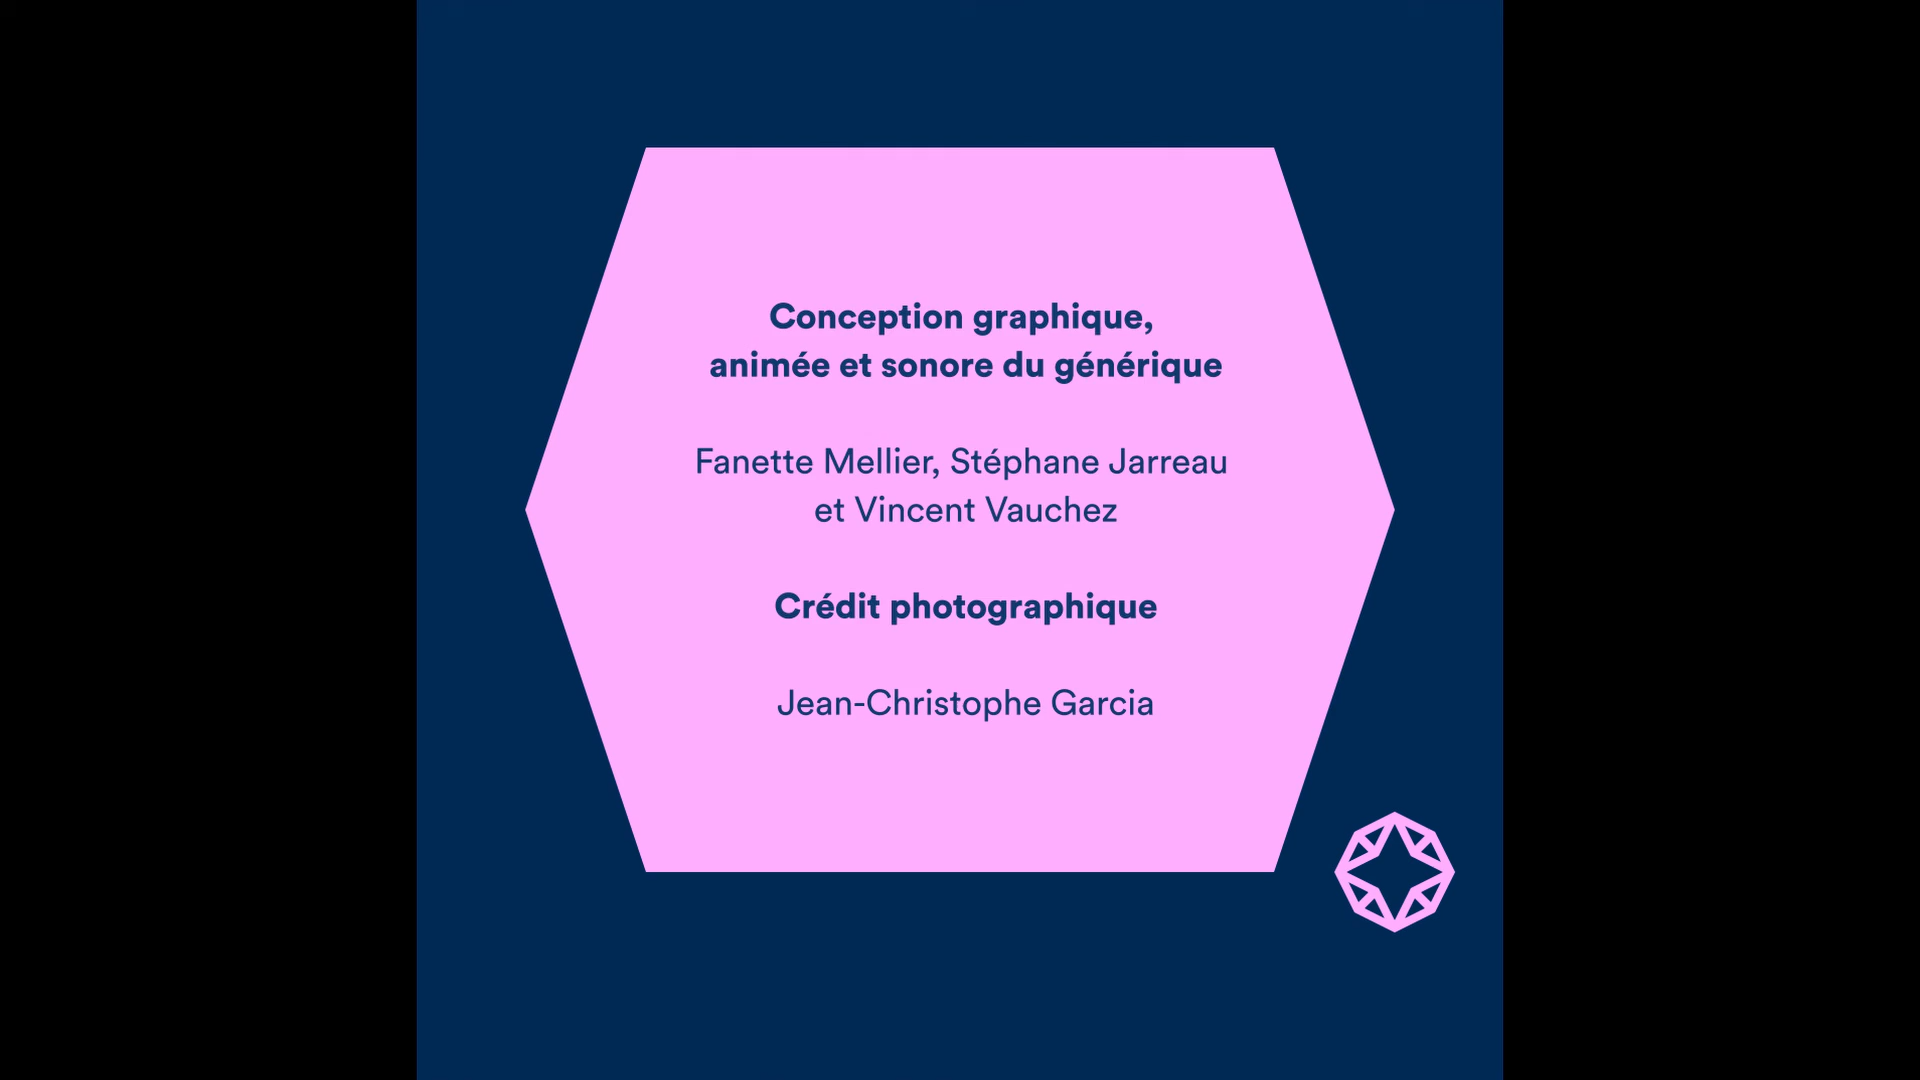 Conception graphique,
animée et sonore du générique
Fanette Mellier, Stéphane Jarreau
et Vincent Vauchez
Crédit photographique
Jean-Christophe Garcia